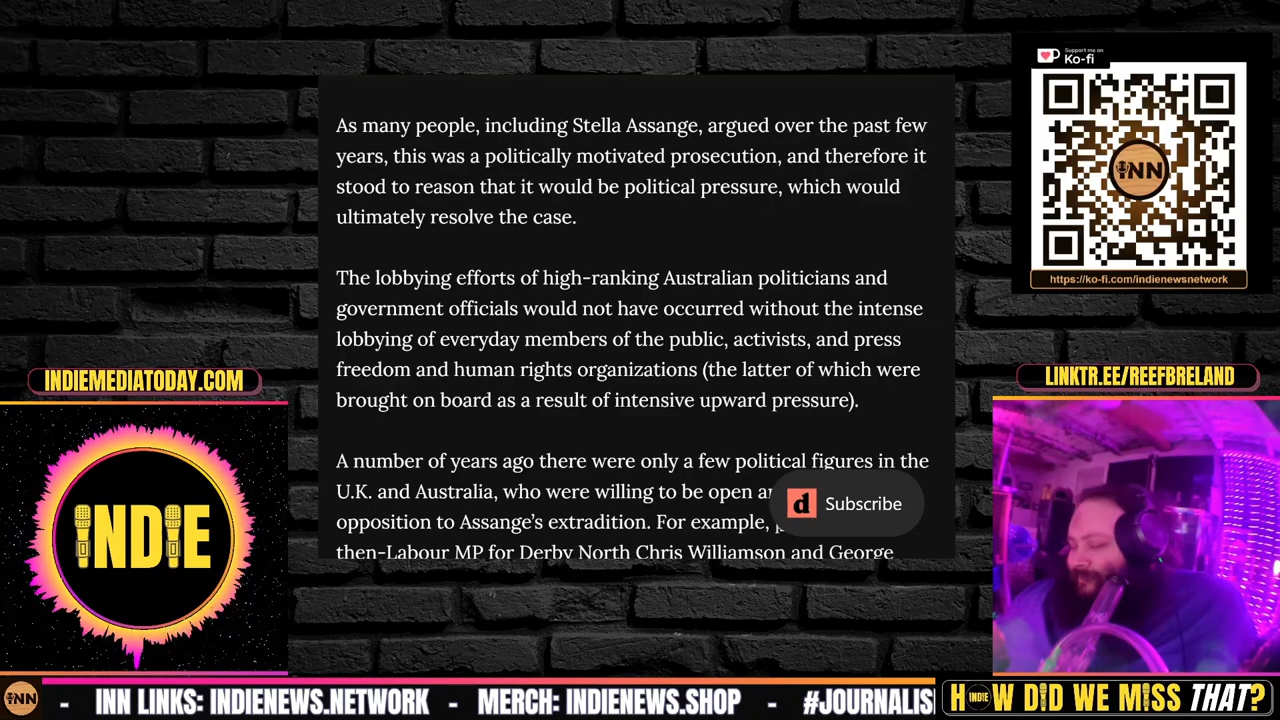 Support me on
Ko-fi
INN
https://ko-fi.com/indienewsnetwork
As many people, including Stella Assange, argued over the past few
years, this was a politically motivated prosecution, and therefore it
stood to reason that it would be political pressure, which would
ultimately resolve the case.
The lobbying efforts of high-ranking Australian politicians and
government officials would not have occurred without the intense
lobbying of everyday members of the public, activists, and press
freedom and human rights organizations (the latter of which were
brought on board as a result of intensive upward pressure).
A number of years ago there were only a few political figures in the
U.K. and Australia, who were willing to be open
opposition to Assange's extradition. For example,
then-Labour MP for Derby North Chris Williamson and George
d Subscribe
INDIEMEDIATODAY.COM
INDIE
LINKTR.EE/REEFBRELAND
INN - INN LINKS: INDIENEWS.NETWORK - MERCH: INDIENEWS.SHOP - #JOURNALIS
HOW DID WE MISS THAT?